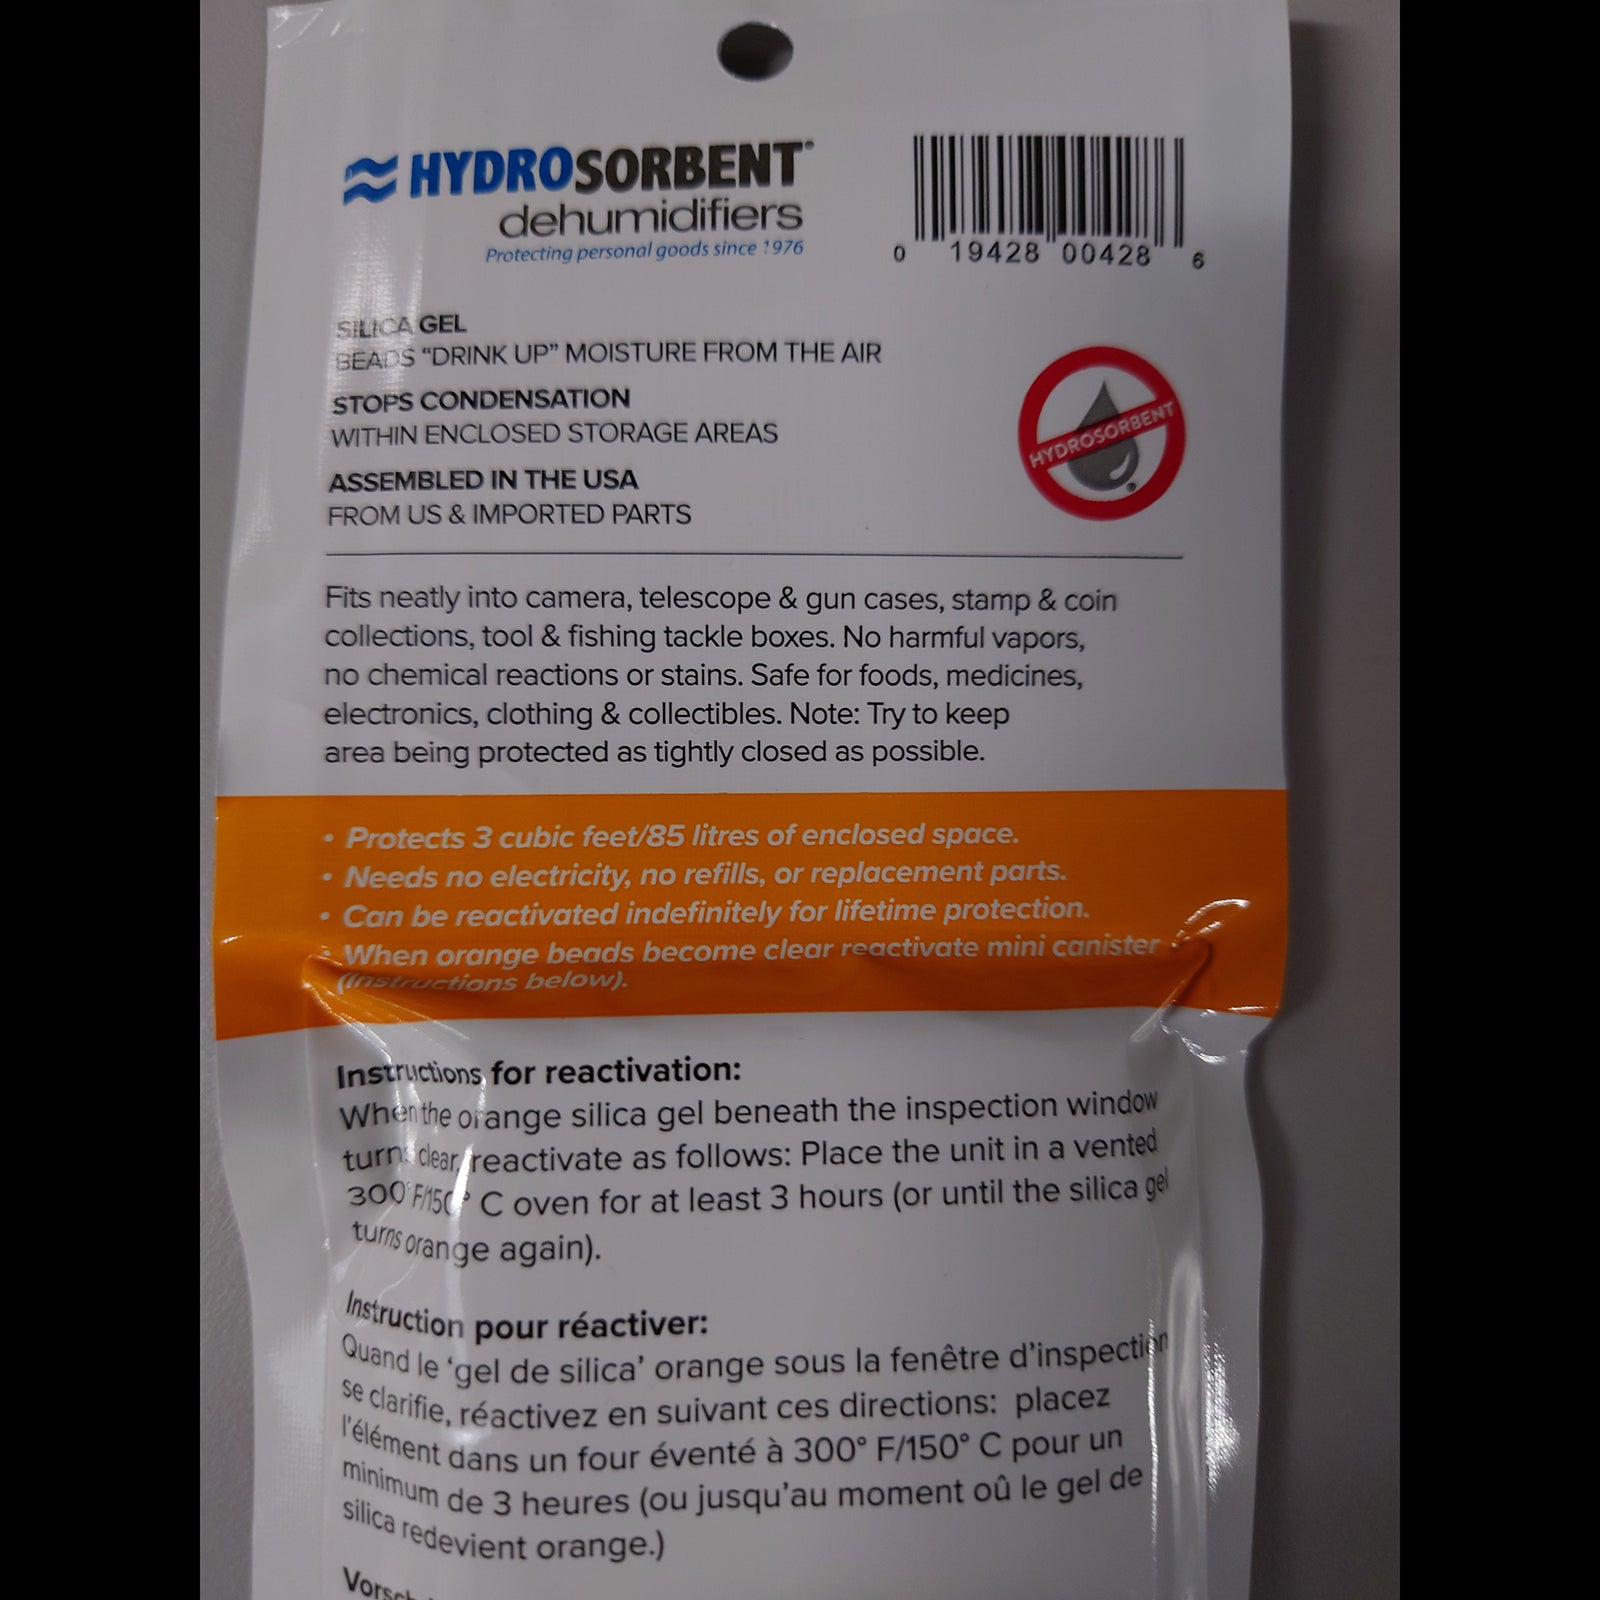 HYDROSORBENT®
dehumidifiers
Protecting personal goods since 1976
0 19428 00428 6
SILICA GEL
BEADS “DRINK UP” MOISTURE FROM THE AIR
STOPS CONDENSATION
WITHIN ENCLOSED STORAGE AREAS
ASSEMBLED IN THE USA
FROM US & IMPORTED PARTS
HYDROSORBENT
®
Fits neatly into camera, telescope & gun cases, stamp & coin
collections, tool & fishing tackle boxes. No harmful vapors,
no chemical reactions or stains. Safe for foods, medicines,
electronics, clothing & collectibles. Note: Try to keep
area being protected as tightly closed as possible.
• Protects 3 cubic feet/85 litres of enclosed space.
• Needs no electricity, no refills, or replacement parts.
• Can be reactivated indefinitely for lifetime protection.
• When orange beads become clear reactivate mini canister
(Instructions below).
Instructions for reactivation:
When the orange silica gel beneath the inspection window
turns clear, reactivate as follows: Place the unit in a vented
300°F/150° C oven for at least 3 hours (or until the silica gel
turns orange again).
Instruction pour réactiver:
Quand le ‘gel de silica’ orange sous la fenêtre d’inspection
se clarifie, réactivez en suivant ces directions: placez
l’élément dans un four éventé à 300° F/150° C pour un
minimum de 3 heures (ou jusqu’au moment oû le gel de
silica redevient orange.)